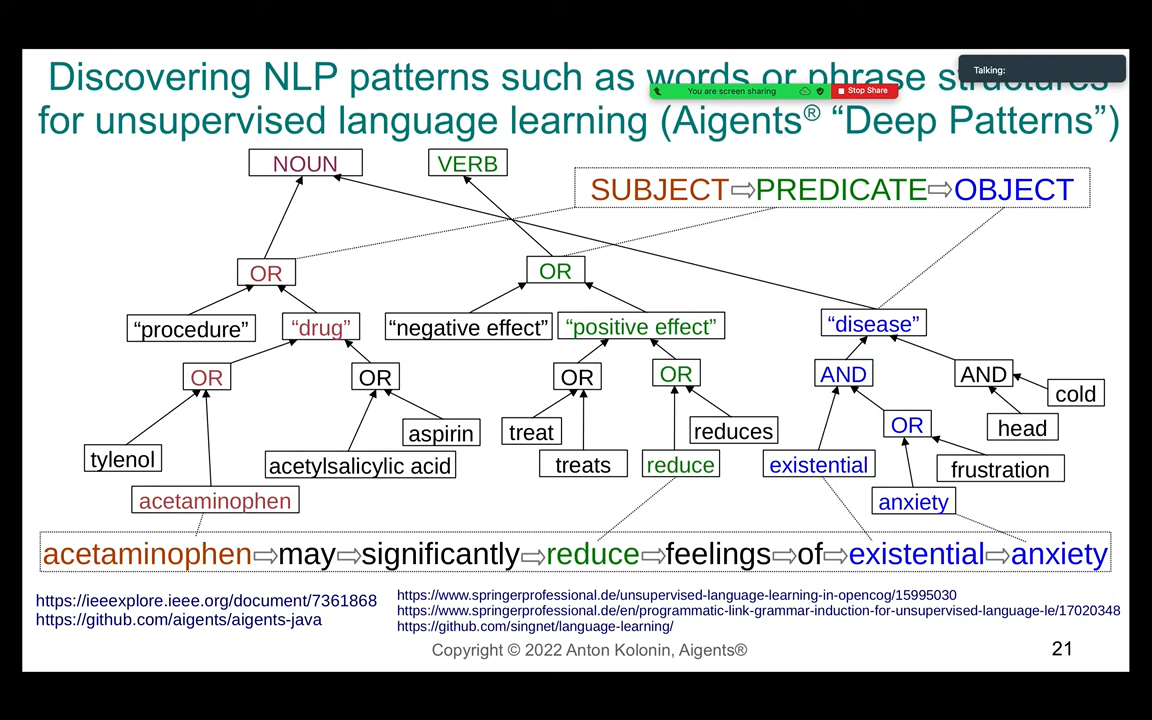 Discovering NLP patterns such as words or phrase structures
Talking:
You are screen sharing
Stop Share
for unsupervised language learning (Aigents® “Deep Patterns”)
NOUN
VERB
SUBJECT⇨PREDICATE⇨OBJECT
OR
OR
“procedure”
“drug”
“negative effect”
“positive effect”
“disease”
OR
OR
OR
OR
AND
AND
cold
tylenol
acetylsalicylic acid
aspirin
treat
treats
reduces
reduce
existential
OR
head
frustration
acetaminophen
anxiety
acetaminophen⇨may⇨significantly⇨reduce⇨feelings⇨of⇨existential⇨anxiety
https://ieeexplore.ieee.org/document/7361868
https://github.com/aigents/aigents-java
https://www.springerprofessional.de/unsupervised-language-learning-in-opencog/15995030
https://www.springerprofessional.de/en/programmatic-link-grammar-induction-for-unsupervised-language-le/17020348
https://github.com/singnet/language-learning/
Copyright © 2022 Anton Kolonin, Aigents®
21